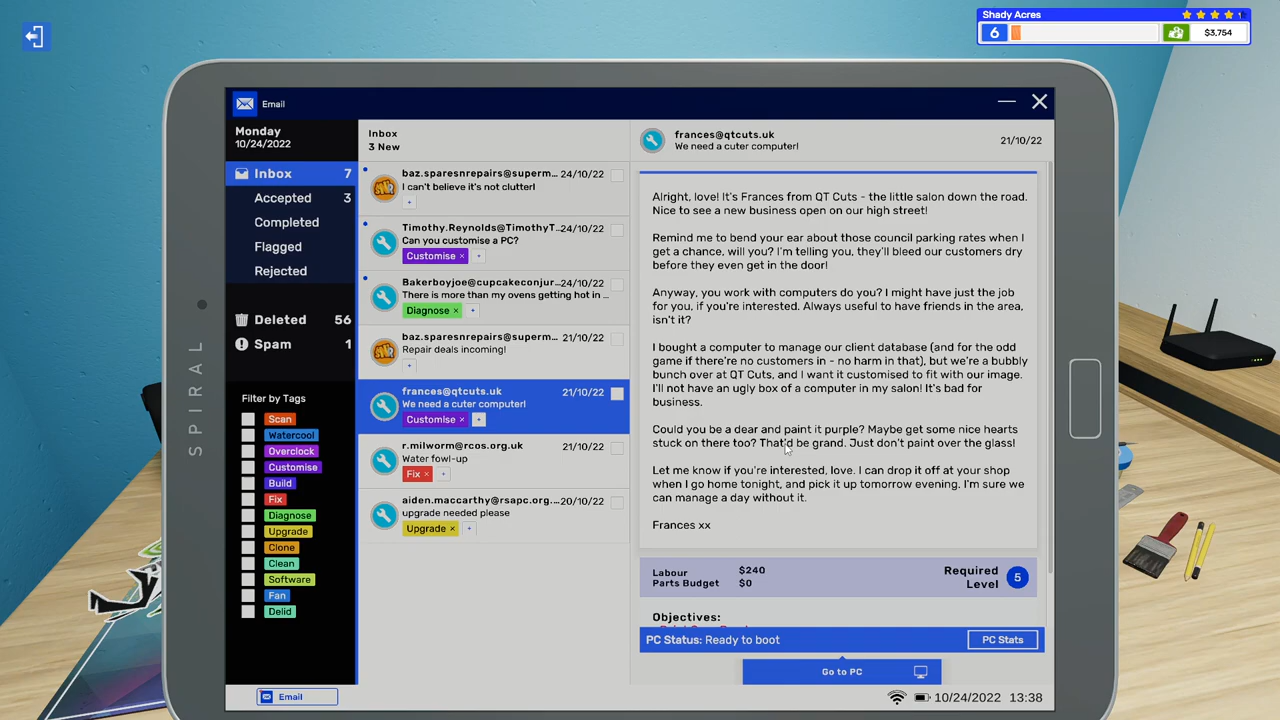 Shady Acres
6
$3,754
Email
Monday
10/24/2022
Inbox 7
Accepted 3
Completed
Flagged
Rejected
Deleted 56
Spam 1
Filter by Tags
Scan
Watercool
Overclock
Customise
Build
Fix
Diagnose
Upgrade
Clone
Clean
Software
Fan
Delid
Inbox
3 New
baz.sparesnrepairs@superm... 24/10/22
I can't believe it's not clutter!
+
Timothy.Reynolds@TimothyT... 24/10/22
Can you customise a PC?
Customise × +
Bakerboyjoe@cupcakeconjur... 24/10/22
There is more than my ovens getting hot in ...
Diagnose × +
baz.sparesnrepairs@superm... 21/10/22
Repair deals incoming!
+
frances@qtcuts.uk 21/10/22
We need a cuter computer!
Customise × +
r.milworm@rcos.org.uk 21/10/22
Water fowl-up
Fix × +
aiden.maccarthy@rsapc.org.... 20/10/22
upgrade needed please
Upgrade × +
frances@qtcuts.uk 21/10/22
We need a cuter computer!
Alright, love! It's Frances from QT Cuts - the little salon down the road.
Nice to see a new business open on our high street!
Remind me to bend your ear about those council parking rates when I
get a chance, will you? I'm telling you, they'll bleed our customers dry
before they even get in the door!
Anyway, you work with computers do you? I might have just the job
for you, if you're interested. Always useful to have friends in the area,
isn't it?
I bought a computer to manage our client database (and for the odd
game if there're no customers in - no harm in that), but we're a bubbly
bunch over at QT Cuts, and I want it customised to fit with our image.
I'll not have an ugly box of a computer in my salon! It's bad for
business.
Could you be a dear and paint it purple? Maybe get some nice hearts
stuck on there too? That'd be grand. Just don't paint over the glass!
Let me know if you're interested, love. I can drop it off at your shop
when I go home tonight, and pick it up tomorrow evening. I'm sure we
can manage a day without it.
Frances xx
Labour $240
Parts Budget $0
Required
Level 5
Objectives:
PC Status: Ready to boot
PC Stats
Go to PC
Email
10/24/2022 13:38
SPIRAL